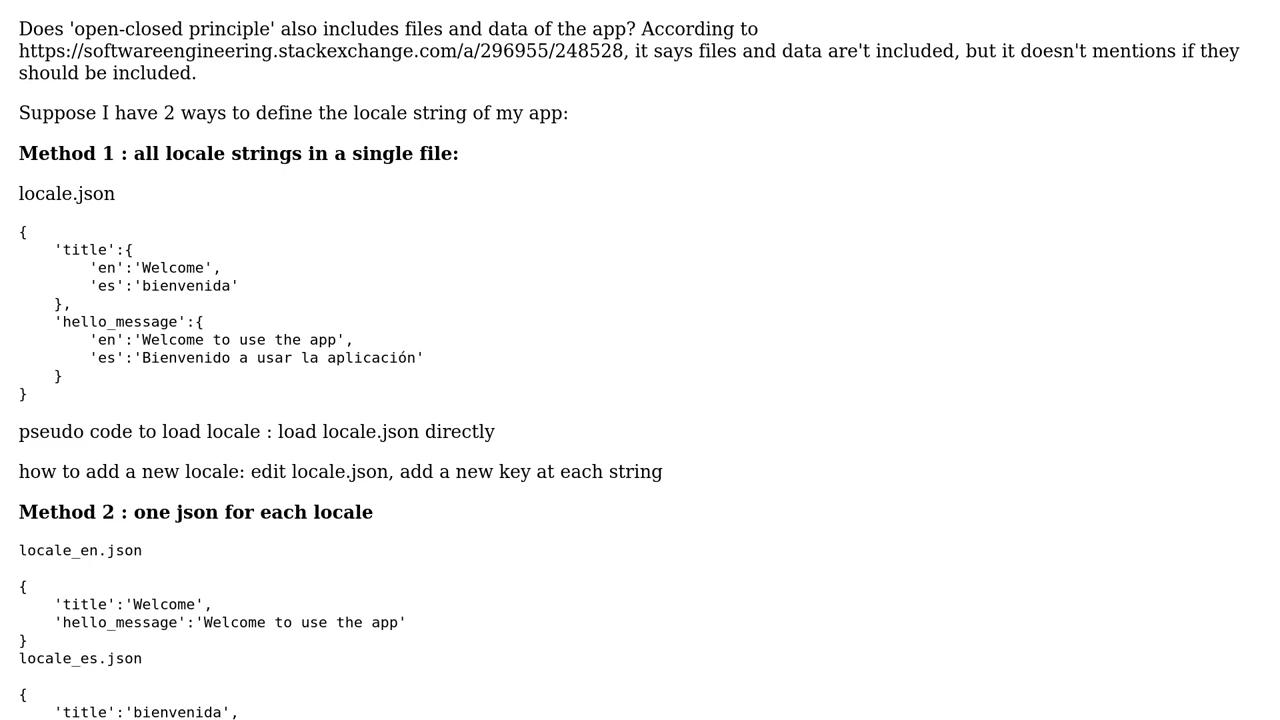 Does 'open-closed principle' also includes files and data of the app? According to
https://softwareengineering.stackexchange.com/a/296955/248528, it says files and data are't included, but it doesn't mentions if they
should be included.
Suppose I have 2 ways to define the locale string of my app:
Method 1 : all locale strings in a single file:
locale.json
{
    'title':{
        'en':'Welcome',
        'es':'bienvenida'
    },
    'hello_message':{
        'en':'Welcome to use the app',
        'es':'Bienvenido a usar la aplicación'
    }
}
pseudo code to load locale : load locale.json directly
how to add a new locale: edit locale.json, add a new key at each string
Method 2 : one json for each locale
locale_en.json
{
    'title':'Welcome',
    'hello_message':'Welcome to use the app'
}
locale_es.json
{
    'title':'bienvenida',